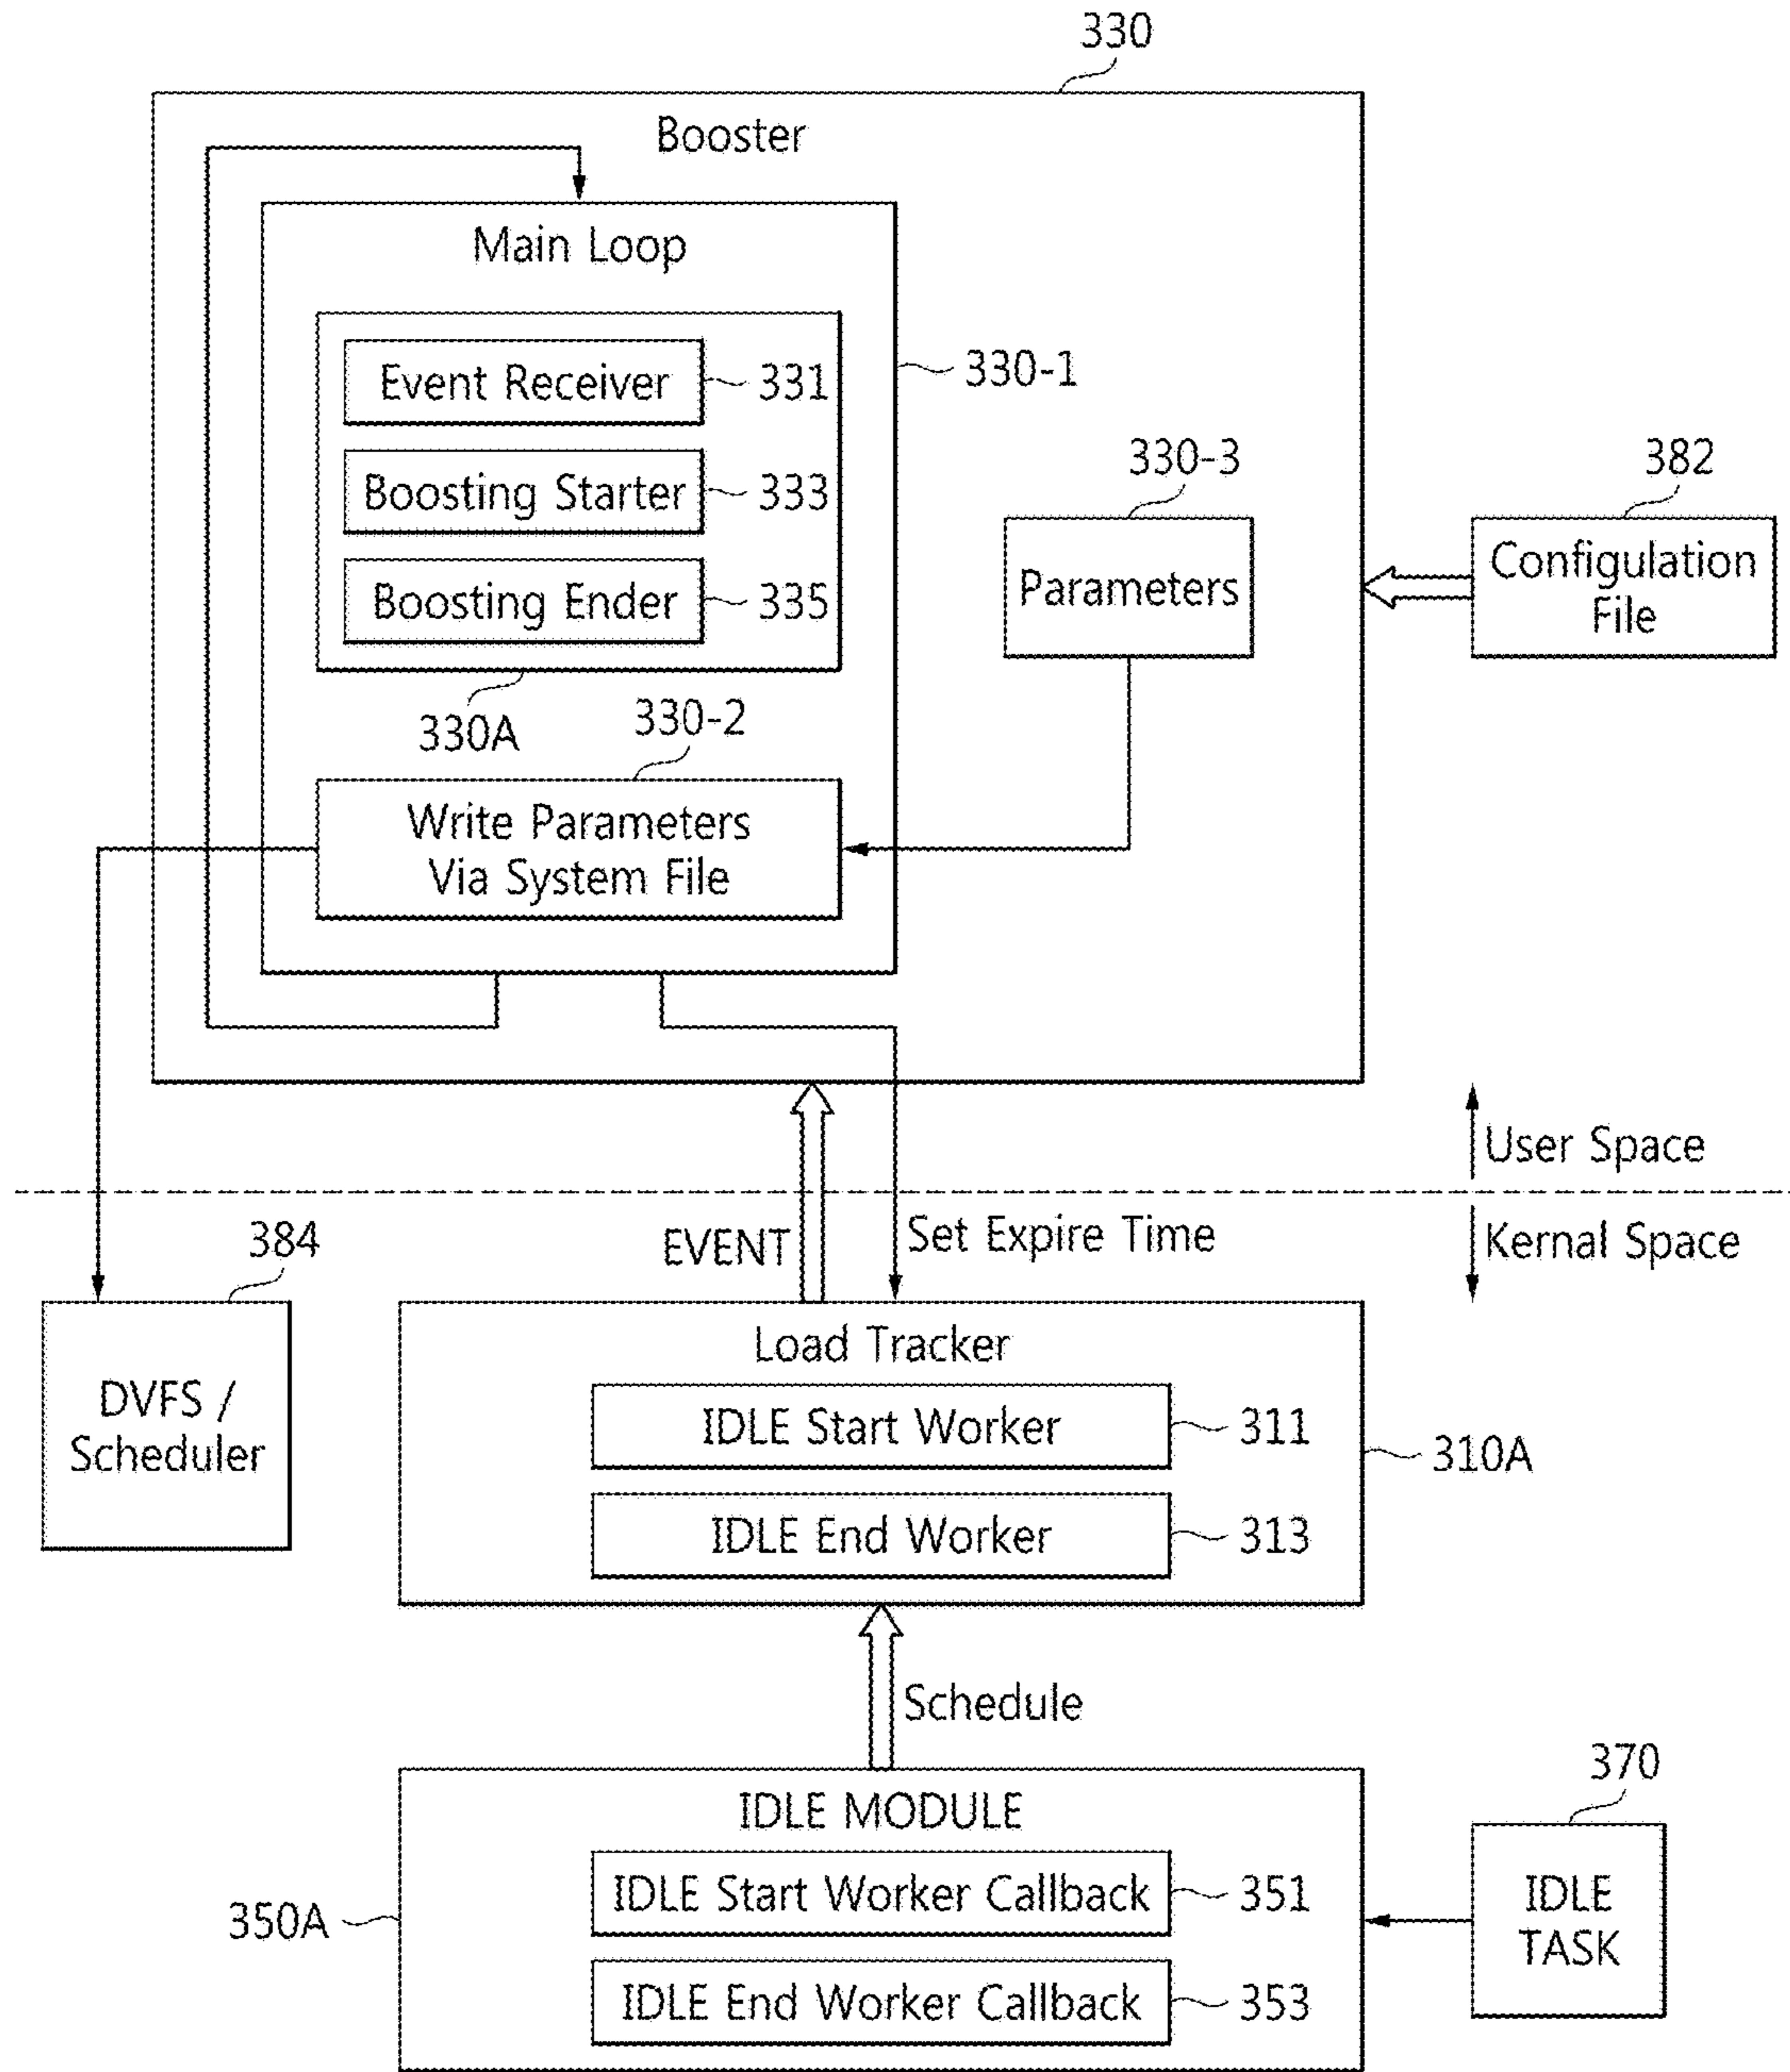 330
Booster
Main Loop
Event Receiver
331
330-1
Boosting Starter
333
330-3
382
Boosting Ender
335
Parameters
Configulation
File
330A
330-2
Write Parameters
Via System File
User Space
384
EVENT
Set Expire Time
Kernal Space
DVFS /
Scheduler
Load Tracker
IDLE Start Worker
311
310A
IDLE End Worker
313
Schedule
370
IDLE MODULE
350A
IDLE Start Worker Callback
351
IDLE
TASK
IDLE End Worker Callback
353